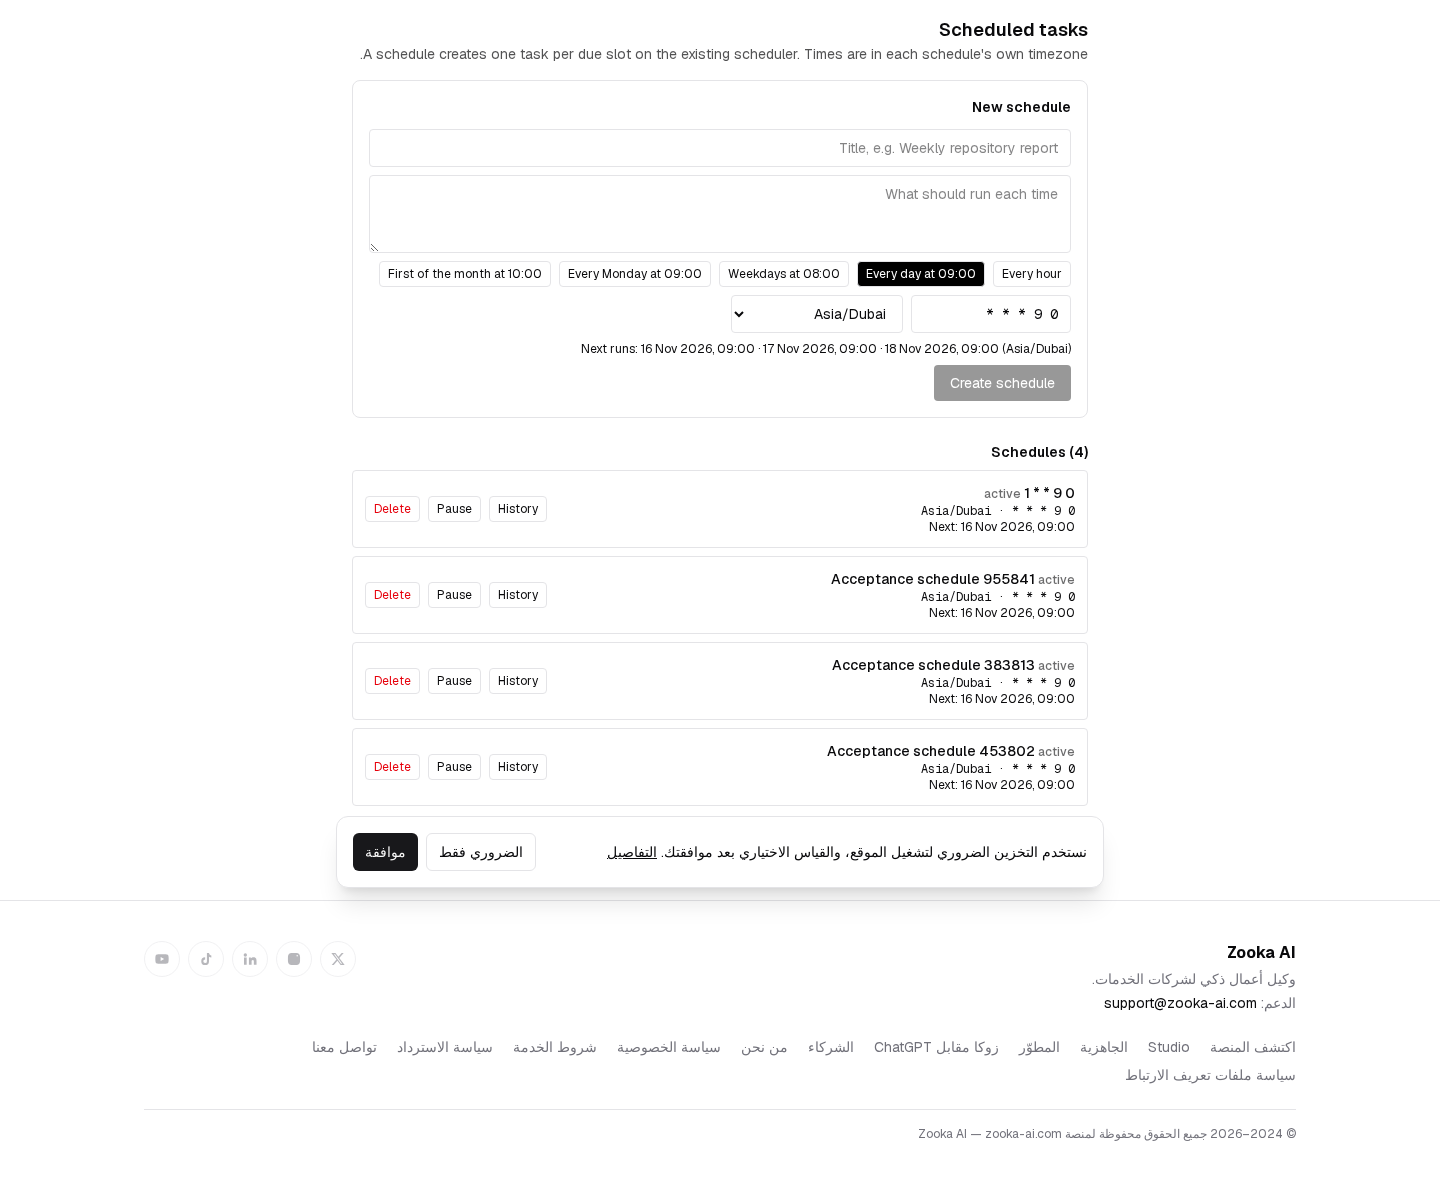 Scheduled tasks
A schedule creates one task per due slot on the existing scheduler. Times are in each schedule's own timezone.
New schedule
Title, e.g. Weekly repository report
What should run each time
Every hour
Every day at 09:00
Weekdays at 08:00
Every Monday at 09:00
First of the month at 10:00
0 9 * * *
Asia/Dubai
Next runs: 16 Nov 2026, 09:00 · 17 Nov 2026, 09:00 · 18 Nov 2026, 09:00 (Asia/Dubai)
Create schedule
Schedules (4)
0 9 * * 1 active
0 9 * * * · Asia/Dubai
Next: 16 Nov 2026, 09:00
History Pause Delete
Acceptance schedule 955841 active
0 9 * * * · Asia/Dubai
Next: 16 Nov 2026, 09:00
History Pause Delete
Acceptance schedule 383813 active
0 9 * * * · Asia/Dubai
Next: 16 Nov 2026, 09:00
History Pause Delete
Acceptance schedule 453802 active
0 9 * * * · Asia/Dubai
Next: 16 Nov 2026, 09:00
History Pause Delete
نستخدم التخزين الضروري لتشغيل الموقع، والقياس الاختياري بعد موافقتك. التفاصيل
الضروري فقط
موافقة
Zooka AI
وكيل أعمال ذكي لشركات الخدمات.
الدعم: support@zooka-ai.com
اكتشف المنصة Studio الجاهزية المطوّر زوكا مقابل ChatGPT الشركاء من نحن سياسة الخصوصية شروط الخدمة سياسة الاسترداد تواصل معنا
سياسة ملفات تعريف الارتباط
© 2024–2026 جميع الحقوق محفوظة لمنصة Zooka AI — zooka-ai.com